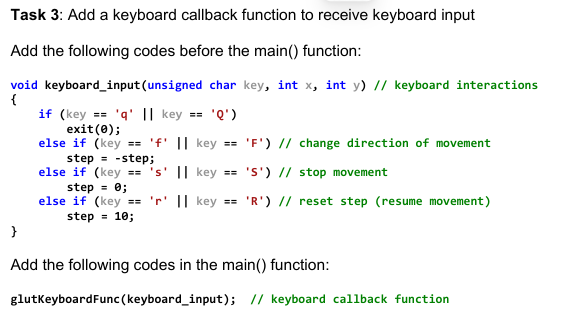 Task 3: Add a keyboard callback function to receive keyboard input
Add the following codes before the main() function:
void keyboard_input(unsigned char key, int x, int y) // keyboard interactions
{
    if (key == 'q' || key == 'Q')
        exit(0);
    else if (key == 'f' || key == 'F') // change direction of movement
        step = -step;
    else if (key == 's' || key == 'S') // stop movement
        step = 0;
    else if (key == 'r' || key == 'R') // reset step (resume movement)
        step = 10;
}
Add the following codes in the main() function:
glutKeyboardFunc(keyboard_input);  // keyboard callback function